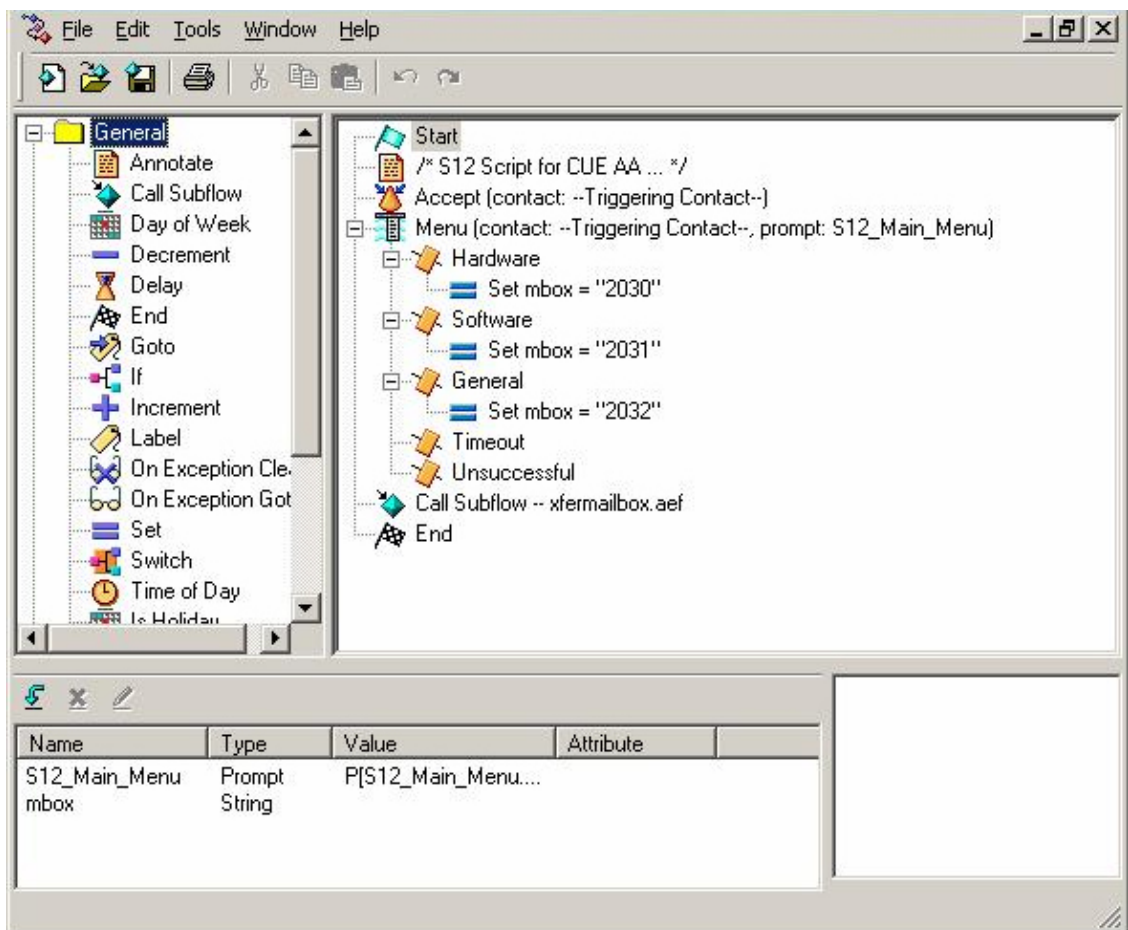 File Edit Tools Window Help
General
Annotate
Call Subflow
Day of Week
Decrement
Delay
End
Goto
If
Increment
Label
On Exception Cle
On Exception Got
Set
Switch
Time of Day
Is Holiday
Start
/* S12 Script for CUE AA ... */
Accept (contact: --Triggering Contact--)
Menu (contact: --Triggering Contact--, prompt: S12_Main_Menu)
Hardware
Set mbox = "2030"
Software
Set mbox = "2031"
General
Set mbox = "2032"
Timeout
Unsuccessful
Call Subflow -- xfermailbox.aef
End
Name Type Value Attribute
S12_Main_Menu Prompt P[S12_Main_Menu....
mbox String